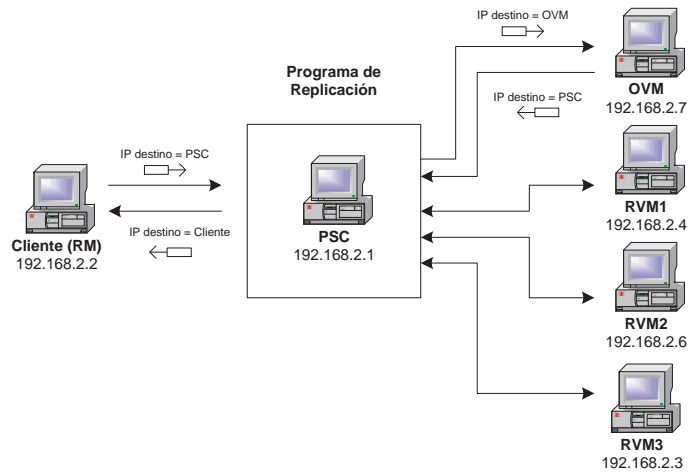 IP destino = OVM
Programa de
Replicación
OVM
192.168.2.7
IP destino = PSC
IP destino = PSC
Cliente (RM)
192.168.2.2
IP destino = Cliente
PSC
192.168.2.1
RVM1
192.168.2.4
RVM2
192.168.2.6
RVM3
192.168.2.3